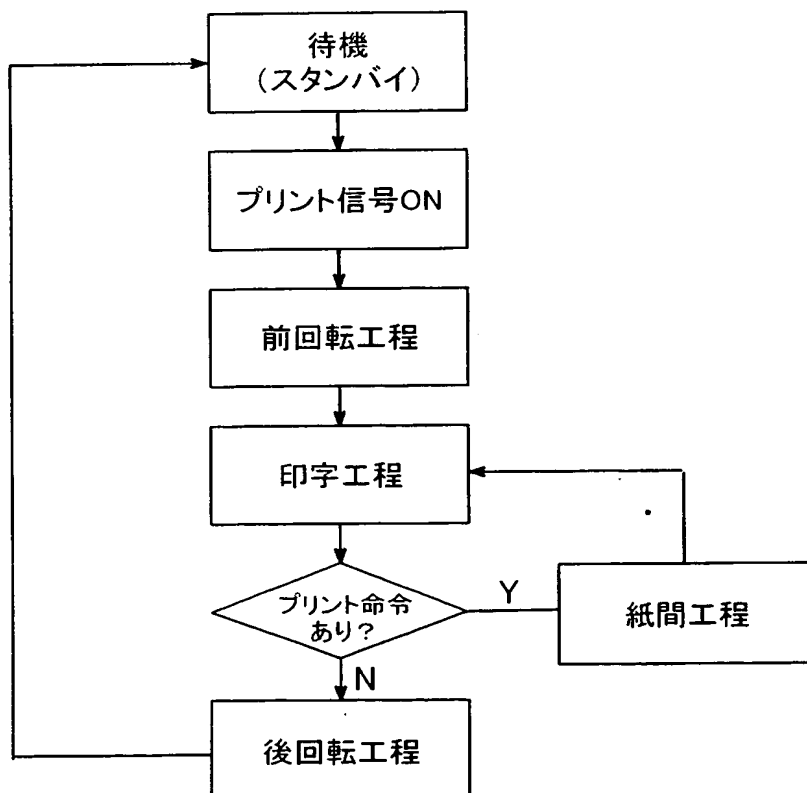 待機
(スタンバイ)
プリント信号ON
前回転工程
印字工程
プリント命令
あり?
Y
紙間工程
N
後回転工程